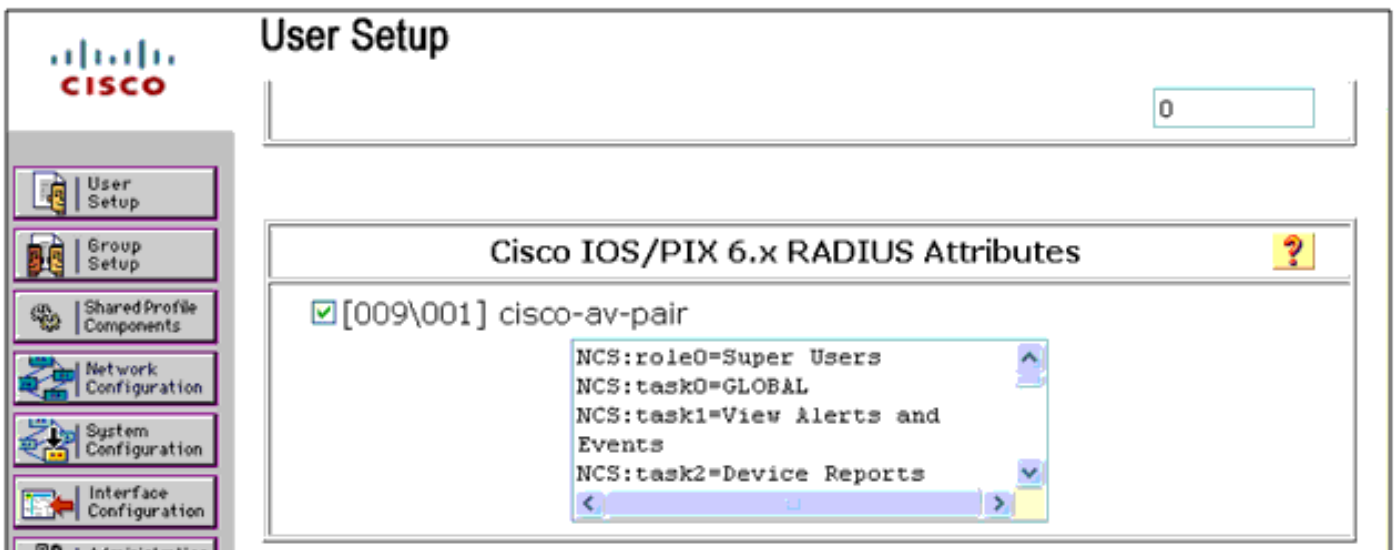 CISCO
User Setup
0
User
Setup
Group
Setup
Shared Profile
Components
Network
Configuration
System
Configuration
Interface
Configuration
Cisco IOS/PIX 6.x RADIUS Attributes
?
[009\001] cisco-av-pair
NCS:role0=Super Users
NCS:task0=GLOBAL
NCS:task1=View Alerts and
Events
NCS:task2=Device Reports